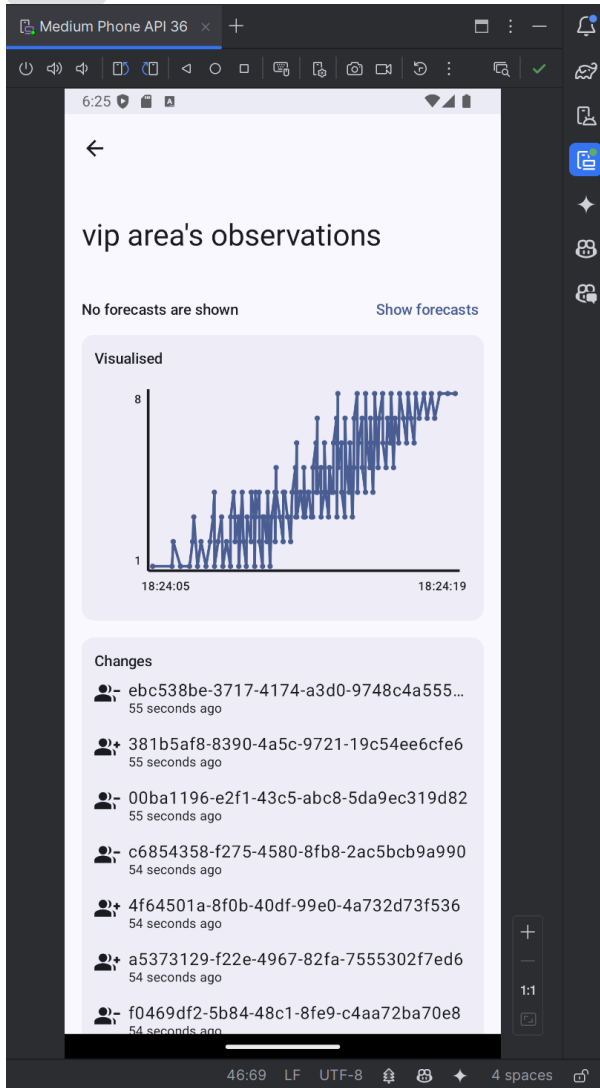 Medium Phone API 36
6:25
vip area's observations
No forecasts are shown Show forecasts
Visualised
8
1
18:24:05 18:24:19
Changes
ebc538be-3717-4174-a3d0-9748c4a555…
55 seconds ago
381b5af8-8390-4a5c-9721-19c54ee6cfe6
55 seconds ago
00ba1196-e2f1-43c5-abc8-5da9ec319d82
55 seconds ago
c6854358-f275-4580-8fb8-2ac5bcb9a990
54 seconds ago
4f64501a-8f0b-40df-99e0-4a732d73f536
54 seconds ago
a5373129-f22e-4967-82fa-7555302f7ed6
54 seconds ago
f0469df2-5b84-48c1-8fe9-c4aa72ba70e8
54 seconds ago
1:1
46:69 LF UTF-8 4 spaces